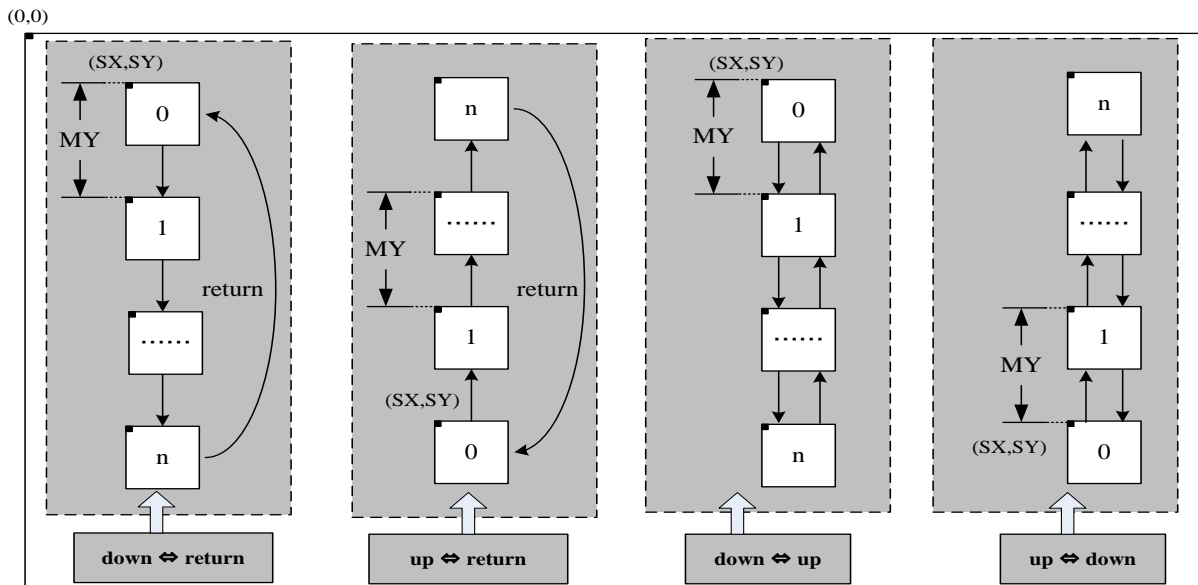 (0,0)
(SX,SY)
0
MY
1
return
......
n
down ⇔ return
n
......
MY
return
1
(SX,SY)
0
up ⇔ return
(SX,SY)
0
MY
1
......
n
down ⇔ up
n
......
1
MY
(SX,SY)
0
up ⇔ down